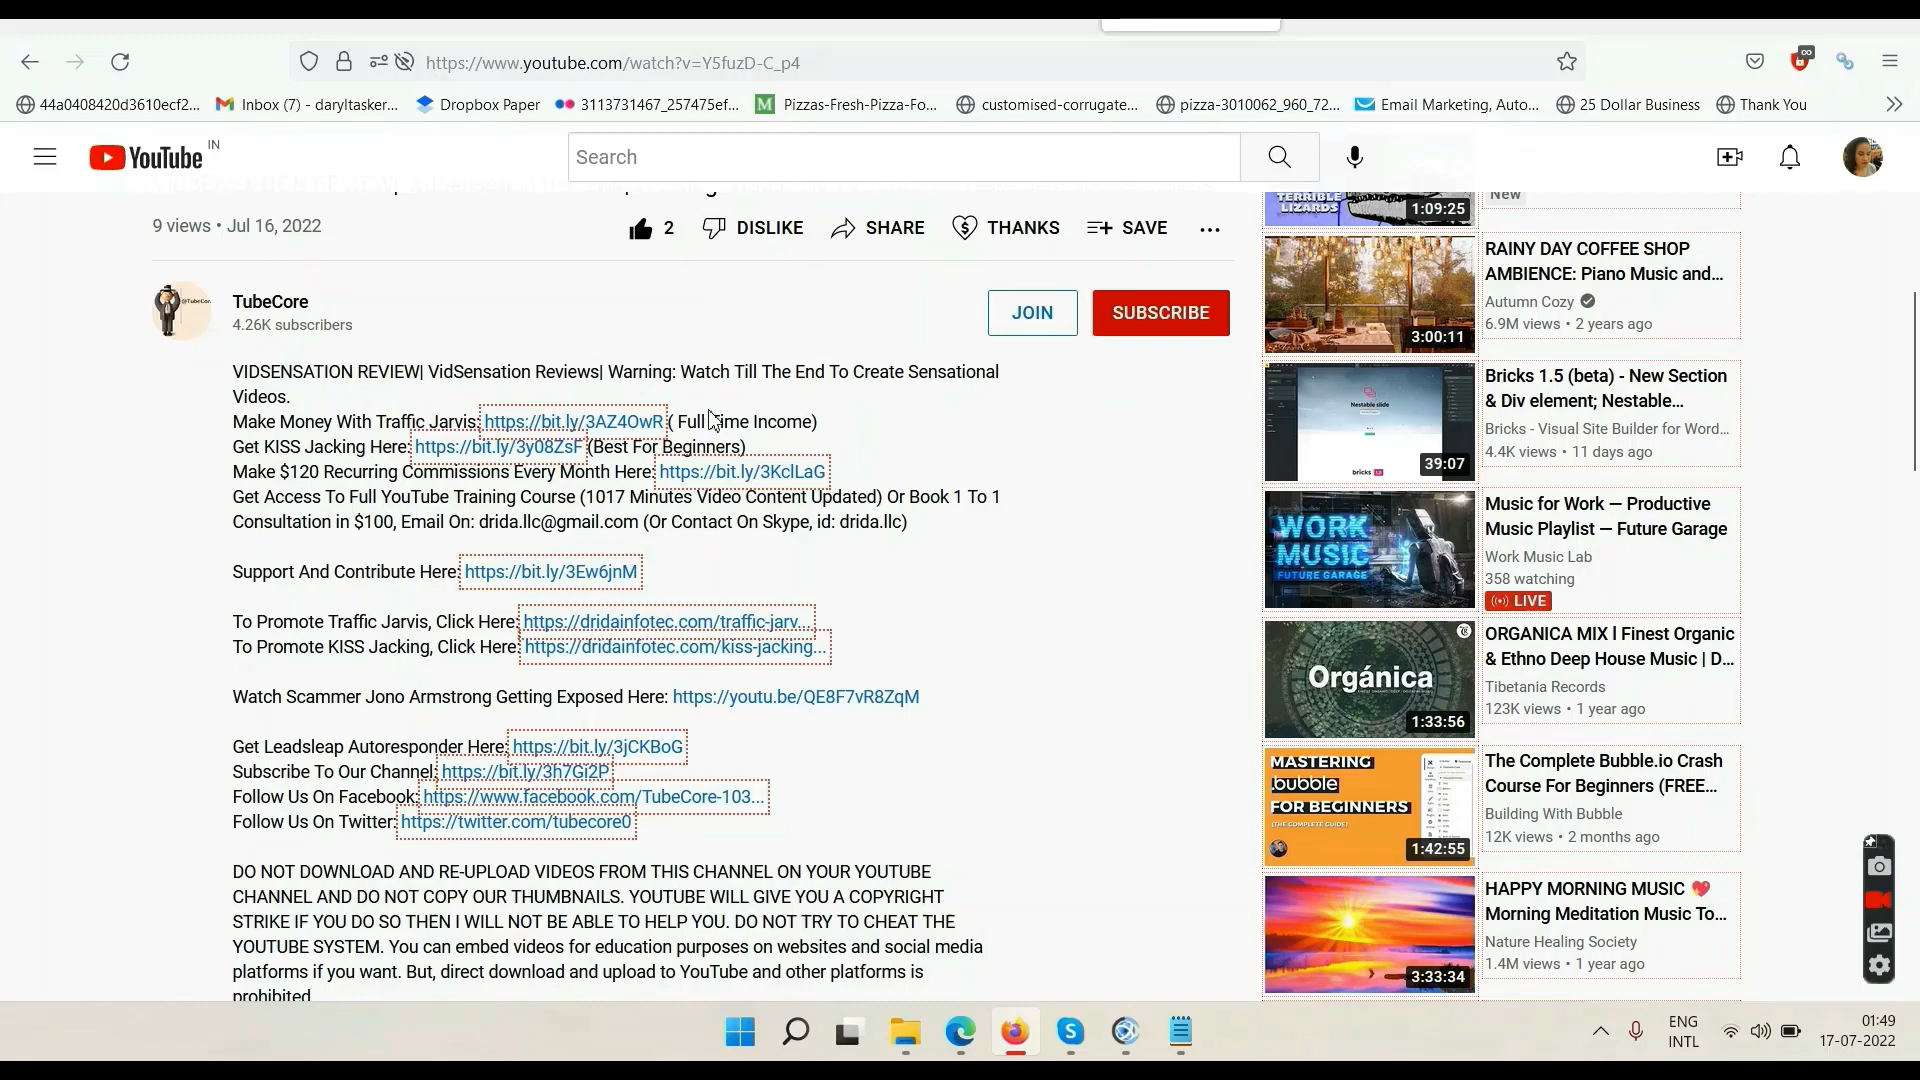 https://www.youtube.com/watch?v=Y5fuzD-C_p4
44a0408420d3610ecf2...
Inbox (7) - daryltasker...
Dropbox Paper
3113731467_257475ef...
Pizzas-Fresh-Pizza-Fo...
customised-corrugate...
pizza-3010062_960_72...
Email Marketing, Auto...
25 Dollar Business
Thank You
YouTube IN
Search
9 views • Jul 16, 2022
2
DISLIKE
SHARE
THANKS
SAVE
TubeCore
4.26K subscribers
JOIN
SUBSCRIBE
VIDSENSATION REVIEW| VidSensation Reviews| Warning: Watch Till The End To Create Sensational
Videos.
Make Money With Traffic Jarvis: https://bit.ly/3AZ4OwR ( Full Time Income)
Get KISS Jacking Here: https://bit.ly/3y08ZsF (Best For Beginners)
Make $120 Recurring Commissions Every Month Here: https://bit.ly/3KclLaG
Get Access To Full YouTube Training Course (1017 Minutes Video Content Updated) Or Book 1 To 1
Consultation in $100, Email On: drida.llc@gmail.com (Or Contact On Skype, id: drida.llc)
Support And Contribute Here: https://bit.ly/3Ew6jnM
To Promote Traffic Jarvis, Click Here: https://dridainfotec.com/traffic-jarv...
To Promote KISS Jacking, Click Here: https://dridainfotec.com/kiss-jacking...
Watch Scammer Jono Armstrong Getting Exposed Here: https://youtu.be/QE8F7vR8ZqM
Get Leadsleap Autoresponder Here: https://bit.ly/3jCKBoG
Subscribe To Our Channel: https://bit.ly/3h7Gi2P
Follow Us On Facebook: https://www.facebook.com/TubeCore-103...
Follow Us On Twitter: https://twitter.com/tubecore0
DO NOT DOWNLOAD AND RE-UPLOAD VIDEOS FROM THIS CHANNEL ON YOUR YOUTUBE
CHANNEL AND DO NOT COPY OUR THUMBNAILS. YOUTUBE WILL GIVE YOU A COPYRIGHT
STRIKE IF YOU DO SO THEN I WILL NOT BE ABLE TO HELP YOU. DO NOT TRY TO CHEAT THE
YOUTUBE SYSTEM. You can embed videos for education purposes on websites and social media
platforms if you want. But, direct download and upload to YouTube and other platforms is
prohibited
TERRIBLE
LIZARDS
1:09:25
New
3:00:11
RAINY DAY COFFEE SHOP
AMBIENCE: Piano Music and...
Autumn Cozy
6.9M views • 2 years ago
Nestable slide
bricks
39:07
Bricks 1.5 (beta) - New Section
& Div element; Nestable...
Bricks - Visual Site Builder for Word...
4.4K views • 11 days ago
WORK
MUSIC
FUTURE GARAGE
Music for Work — Productive
Music Playlist — Future Garage
Work Music Lab
358 watching
LIVE
Orgánica
1:33:56
ORGANICA MIX l Finest Organic
& Ethno Deep House Music | D...
Tibetania Records
123K views • 1 year ago
MASTERING
.bubble
FOR BEGINNERS
(THE COMPLETE GUIDE)
1:42:55
The Complete Bubble.io Crash
Course For Beginners (FREE...
Building With Bubble
12K views • 2 months ago
3:33:34
HAPPY MORNING MUSIC 💖
Morning Meditation Music To...
Nature Healing Society
1.4M views • 1 year ago
ENG
INTL
01:49
17-07-2022